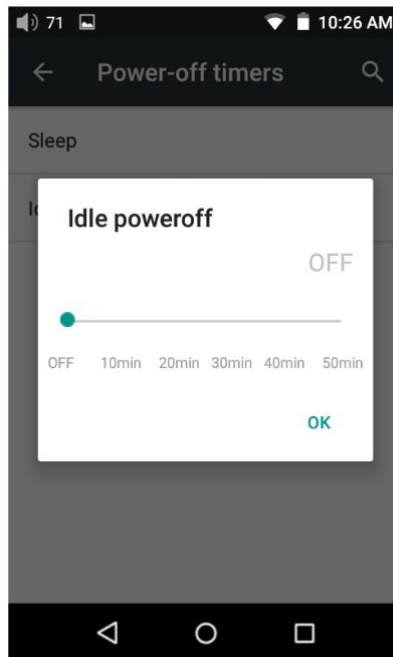 71 10:26 AM
Power-off timers
Sleep
Idle poweroff
OFF
OFF 10min 20min 30min 40min 50min
OK